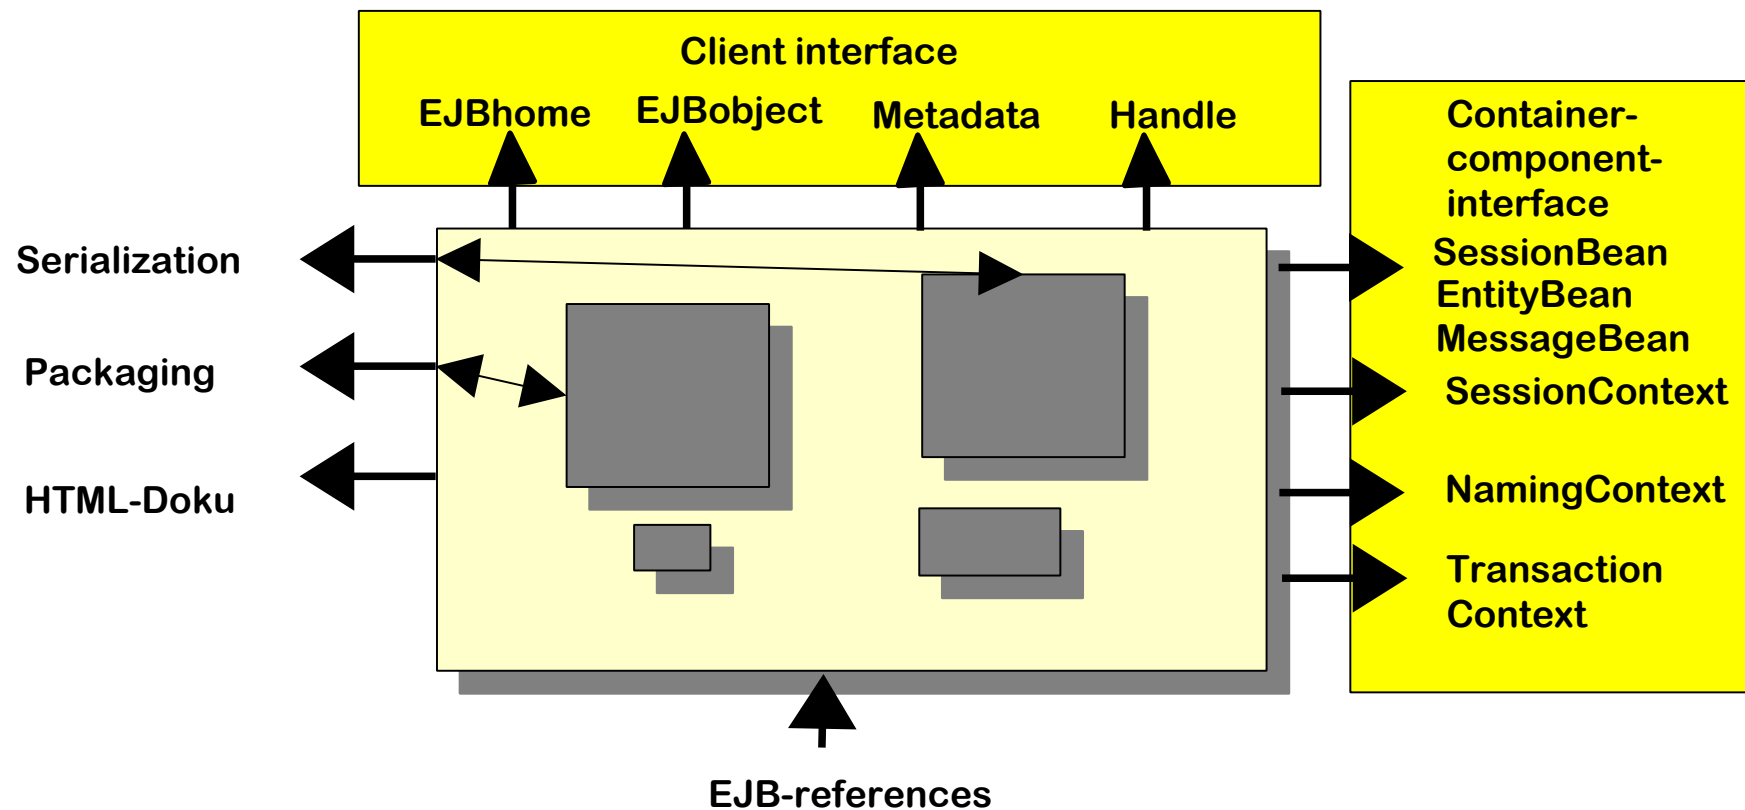 Client interface
EJBhome EJBobject Metadata Handle
Container-
component-
interface
SessionBean
EntityBean
MessageBean
SessionContext
NamingContext
Transaction
Context
Serialization
Packaging
HTML-Doku
EJB-references